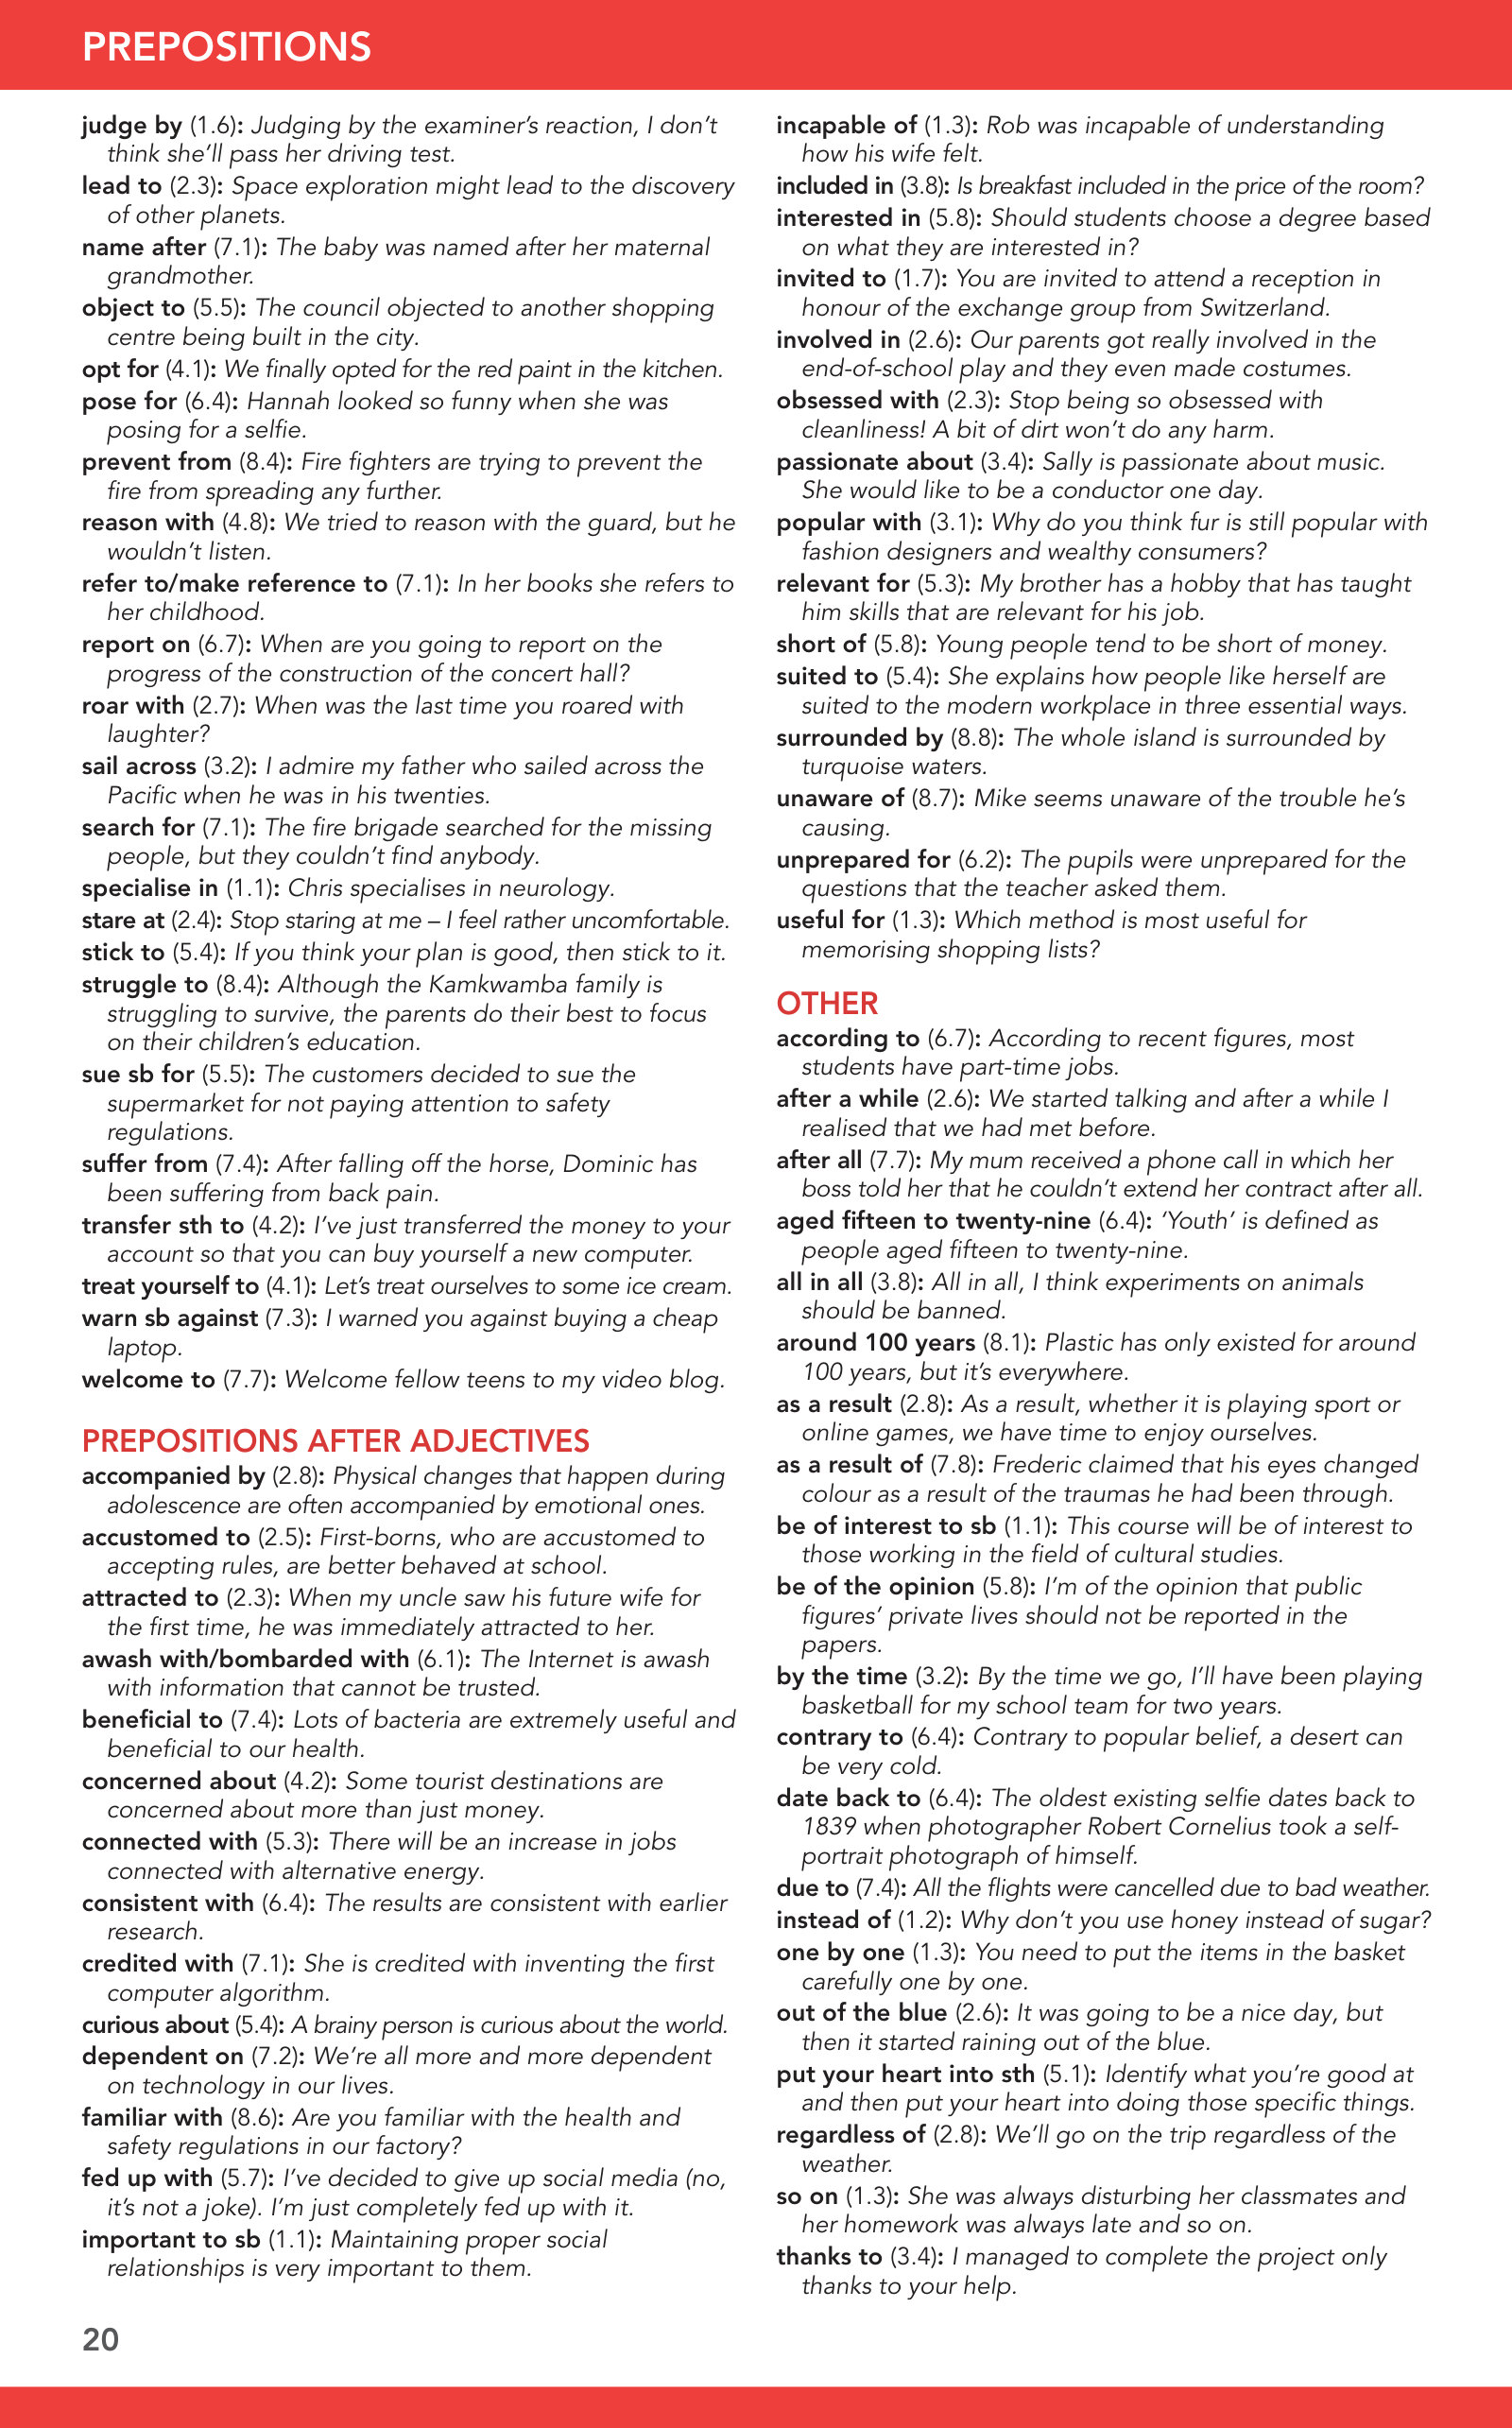 PREPOSITIONS
judge by (1.6): Judging by the examiner’s reaction, I don’t
think she’ll pass her driving test.
lead to (2.3): Space exploration might lead to the discovery
of other planets.
name after (7.1): The baby was named after her maternal
grandmother.
object to (5.5): The council objected to another shopping
centre being built in the city.
opt for (4.1): We finally opted for the red paint in the kitchen.
pose for (6.4): Hannah looked so funny when she was
posing for a selfie.
prevent from (8.4): Fire fighters are trying to prevent the
fire from spreading any further.
reason with (4.8): We tried to reason with the guard, but he
wouldn’t listen.
refer to/make reference to (7.1): In her books she refers to
her childhood.
report on (6.7): When are you going to report on the
progress of the construction of the concert hall?
roar with (2.7): When was the last time you roared with
laughter?
sail across (3.2): I admire my father who sailed across the
Pacific when he was in his twenties.
search for (7.1): The fire brigade searched for the missing
people, but they couldn’t find anybody.
specialise in (1.1): Chris specialises in neurology.
stare at (2.4): Stop staring at me – I feel rather uncomfortable.
stick to (5.4): If you think your plan is good, then stick to it.
struggle to (8.4): Although the Kamkwamba family is
struggling to survive, the parents do their best to focus
on their children’s education.
sue sb for (5.5): The customers decided to sue the
supermarket for not paying attention to safety
regulations.
suffer from (7.4): After falling off the horse, Dominic has
been suffering from back pain.
transfer sth to (4.2): I’ve just transferred the money to your
account so that you can buy yourself a new computer.
treat yourself to (4.1): Let’s treat ourselves to some ice cream.
warn sb against (7.3): I warned you against buying a cheap
laptop.
welcome to (7.7): Welcome fellow teens to my video blog.
PREPOSITIONS AFTER ADJECTIVES
accompanied by (2.8): Physical changes that happen during
adolescence are often accompanied by emotional ones.
accustomed to (2.5): First-borns, who are accustomed to
accepting rules, are better behaved at school.
attracted to (2.3): When my uncle saw his future wife for
the first time, he was immediately attracted to her.
awash with/bombarded with (6.1): The Internet is awash
with information that cannot be trusted.
beneficial to (7.4): Lots of bacteria are extremely useful and
beneficial to our health.
concerned about (4.2): Some tourist destinations are
concerned about more than just money.
connected with (5.3): There will be an increase in jobs
connected with alternative energy.
consistent with (6.4): The results are consistent with earlier
research.
credited with (7.1): She is credited with inventing the first
computer algorithm.
curious about (5.4): A brainy person is curious about the world.
dependent on (7.2): We’re all more and more dependent
on technology in our lives.
familiar with (8.6): Are you familiar with the health and
safety regulations in our factory?
fed up with (5.7): I’ve decided to give up social media (no,
it’s not a joke). I’m just completely fed up with it.
important to sb (1.1): Maintaining proper social
relationships is very important to them.
incapable of (1.3): Rob was incapable of understanding
how his wife felt.
included in (3.8): Is breakfast included in the price of the room?
interested in (5.8): Should students choose a degree based
on what they are interested in?
invited to (1.7): You are invited to attend a reception in
honour of the exchange group from Switzerland.
involved in (2.6): Our parents got really involved in the
end-of-school play and they even made costumes.
obsessed with (2.3): Stop being so obsessed with
cleanliness! A bit of dirt won’t do any harm.
passionate about (3.4): Sally is passionate about music.
She would like to be a conductor one day.
popular with (3.1): Why do you think fur is still popular with
fashion designers and wealthy consumers?
relevant for (5.3): My brother has a hobby that has taught
him skills that are relevant for his job.
short of (5.8): Young people tend to be short of money.
suited to (5.4): She explains how people like herself are
suited to the modern workplace in three essential ways.
surrounded by (8.8): The whole island is surrounded by
turquoise waters.
unaware of (8.7): Mike seems unaware of the trouble he’s
causing.
unprepared for (6.2): The pupils were unprepared for the
questions that the teacher asked them.
useful for (1.3): Which method is most useful for
memorising shopping lists?
OTHER
according to (6.7): According to recent figures, most
students have part-time jobs.
after a while (2.6): We started talking and after a while I
realised that we had met before.
after all (7.7): My mum received a phone call in which her
boss told her that he couldn’t extend her contract after all.
aged fifteen to twenty-nine (6.4): ‘Youth’ is defined as
people aged fifteen to twenty-nine.
all in all (3.8): All in all, I think experiments on animals
should be banned.
around 100 years (8.1): Plastic has only existed for around
100 years, but it’s everywhere.
as a result (2.8): As a result, whether it is playing sport or
online games, we have time to enjoy ourselves.
as a result of (7.8): Frederic claimed that his eyes changed
colour as a result of the traumas he had been through.
be of interest to sb (1.1): This course will be of interest to
those working in the field of cultural studies.
be of the opinion (5.8): I’m of the opinion that public
figures’ private lives should not be reported in the
papers.
by the time (3.2): By the time we go, I’ll have been playing
basketball for my school team for two years.
contrary to (6.4): Contrary to popular belief, a desert can
be very cold.
date back to (6.4): The oldest existing selfie dates back to
1839 when photographer Robert Cornelius took a self-
portrait photograph of himself.
due to (7.4): All the flights were cancelled due to bad weather.
instead of (1.2): Why don’t you use honey instead of sugar?
one by one (1.3): You need to put the items in the basket
carefully one by one.
out of the blue (2.6): It was going to be a nice day, but
then it started raining out of the blue.
put your heart into sth (5.1): Identify what you’re good at
and then put your heart into doing those specific things.
regardless of (2.8): We’ll go on the trip regardless of the
weather.
so on (1.3): She was always disturbing her classmates and
her homework was always late and so on.
thanks to (3.4): I managed to complete the project only
thanks to your help.
20